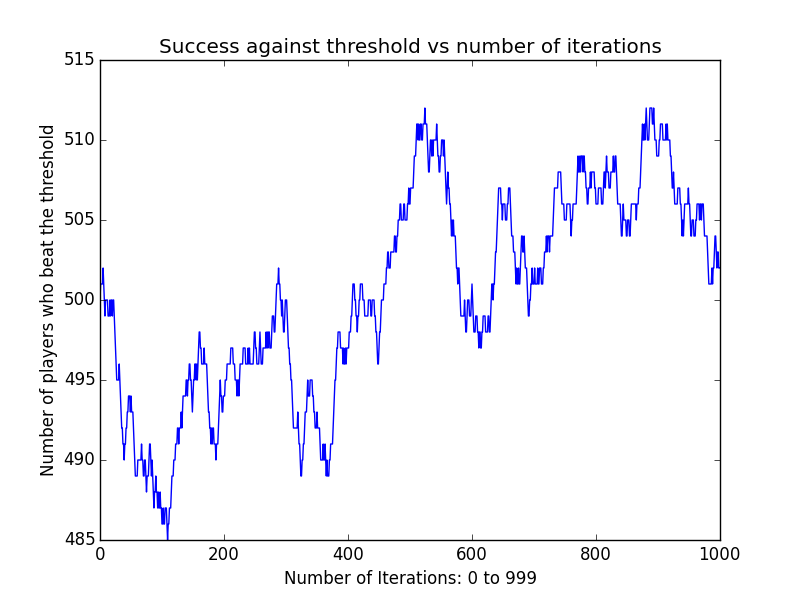 Success against threshold vs number of iterations
515
510
505
500
495
490
485
Number of players who beat the threshold
0 200 400 600 800 1000
Number of Iterations: 0 to 999